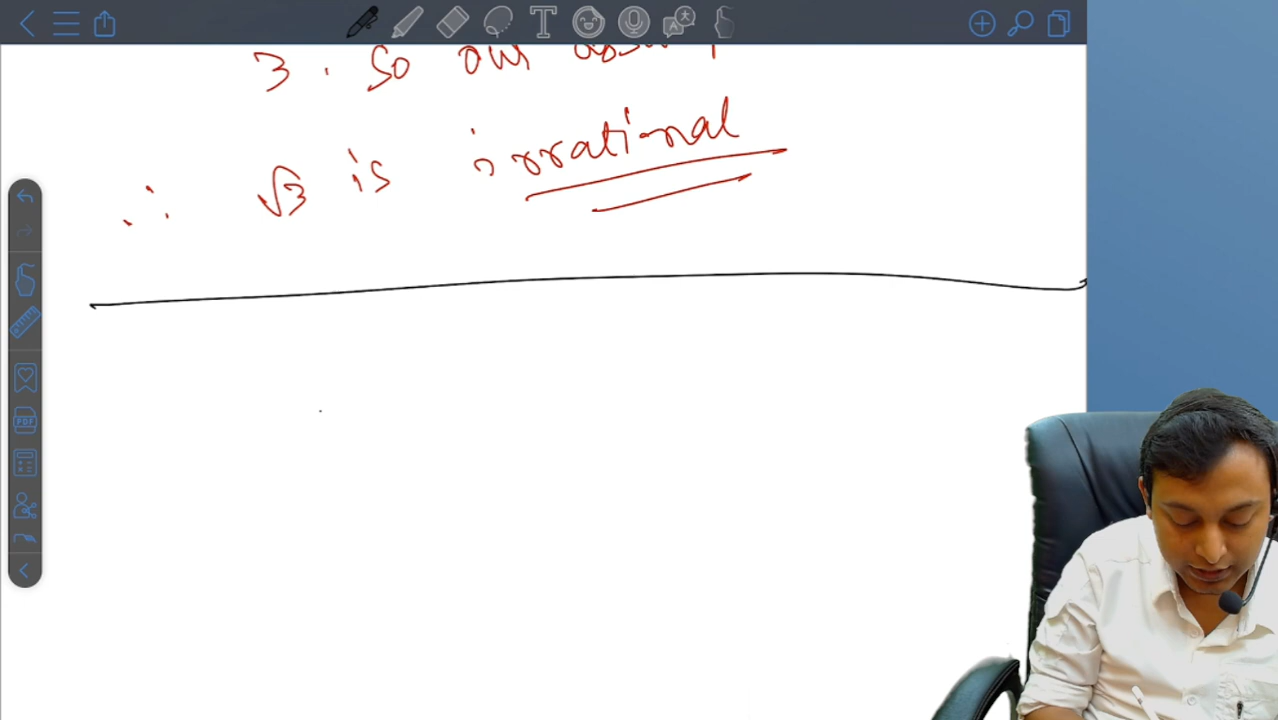 3. So our
∴ √3 is irrational